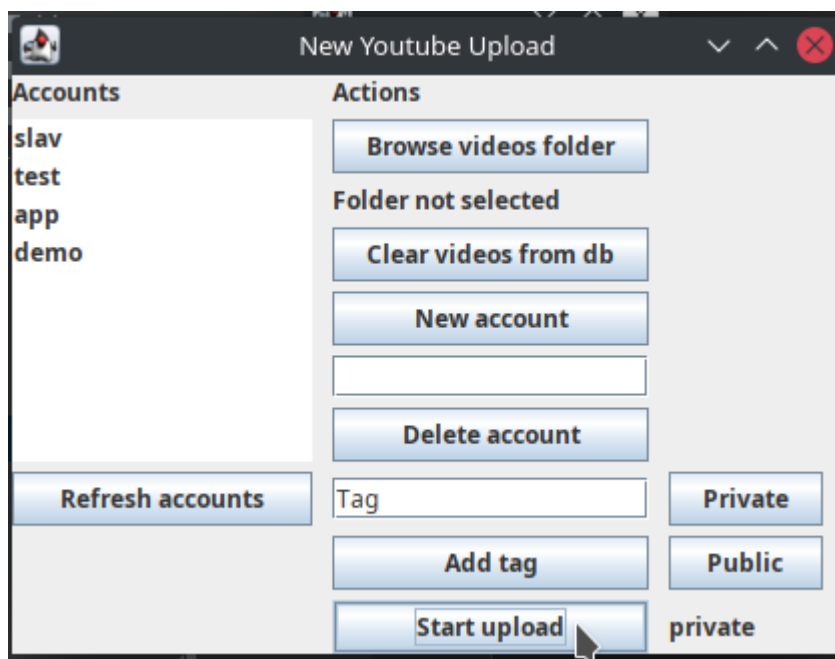 New Youtube Upload
Accounts
slav
test
app
demo
Refresh accounts
Actions
Browse videos folder
Folder not selected
Clear videos from db
New account
Delete account
Tag
Add tag
Start upload
Private
Public
private